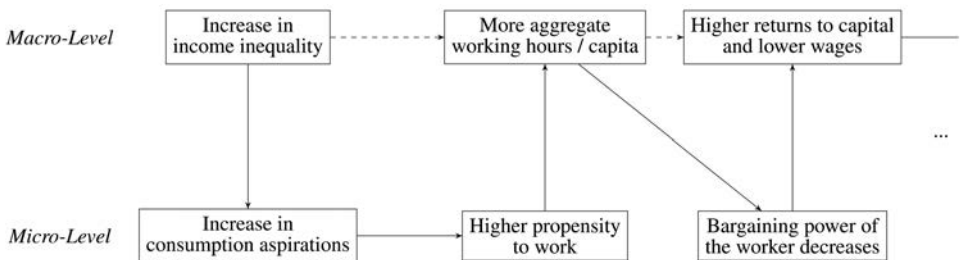 Macro-Level
Increase in
income inequality
More aggregate
working hours / capita
Higher returns to capital
and lower wages
...
Micro-Level
Increase in
consumption aspirations
Higher propensity
to work
Bargaining power of
the worker decreases